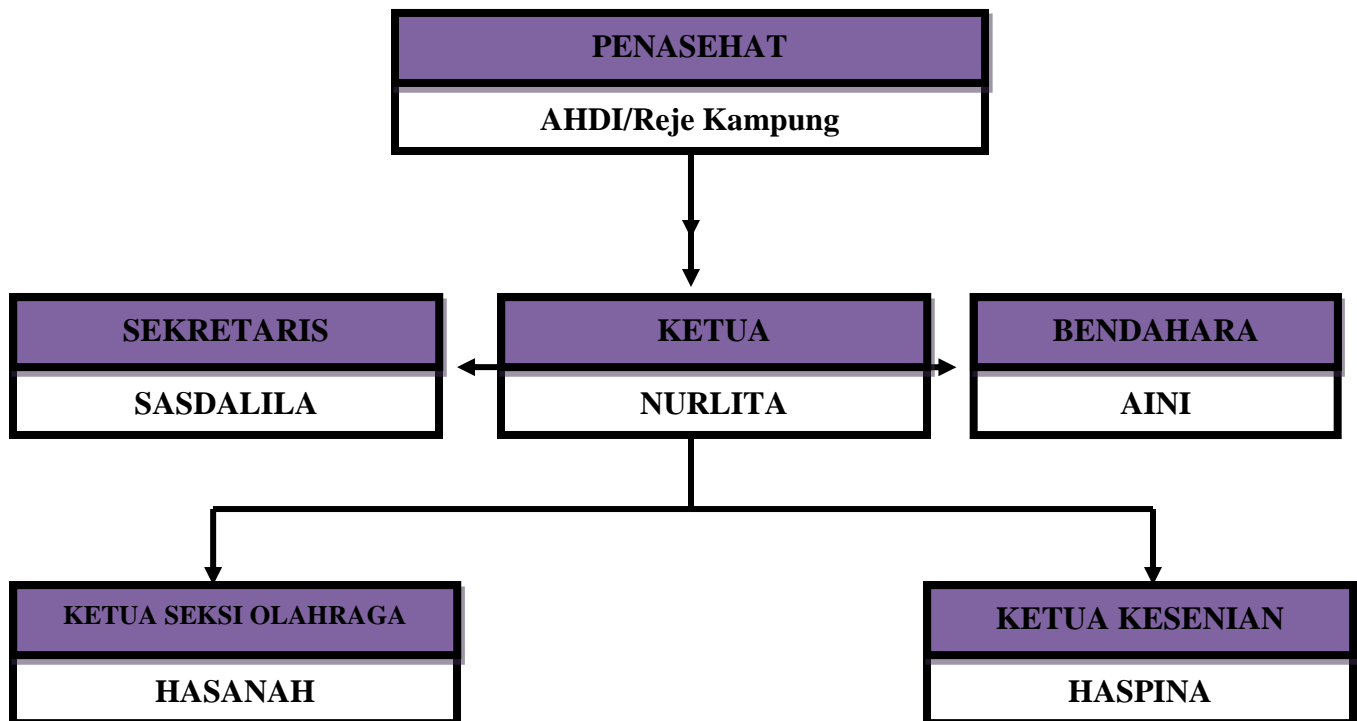 PENASEHAT
AHDI/Reje Kampung
SEKRETARIS
SASDALILA
KETUA
NURLITA
BENDAHARA
AINI
KETUA SEKSI OLAHRAGA
HASANAH
KETUA KESENIAN
HASPINA